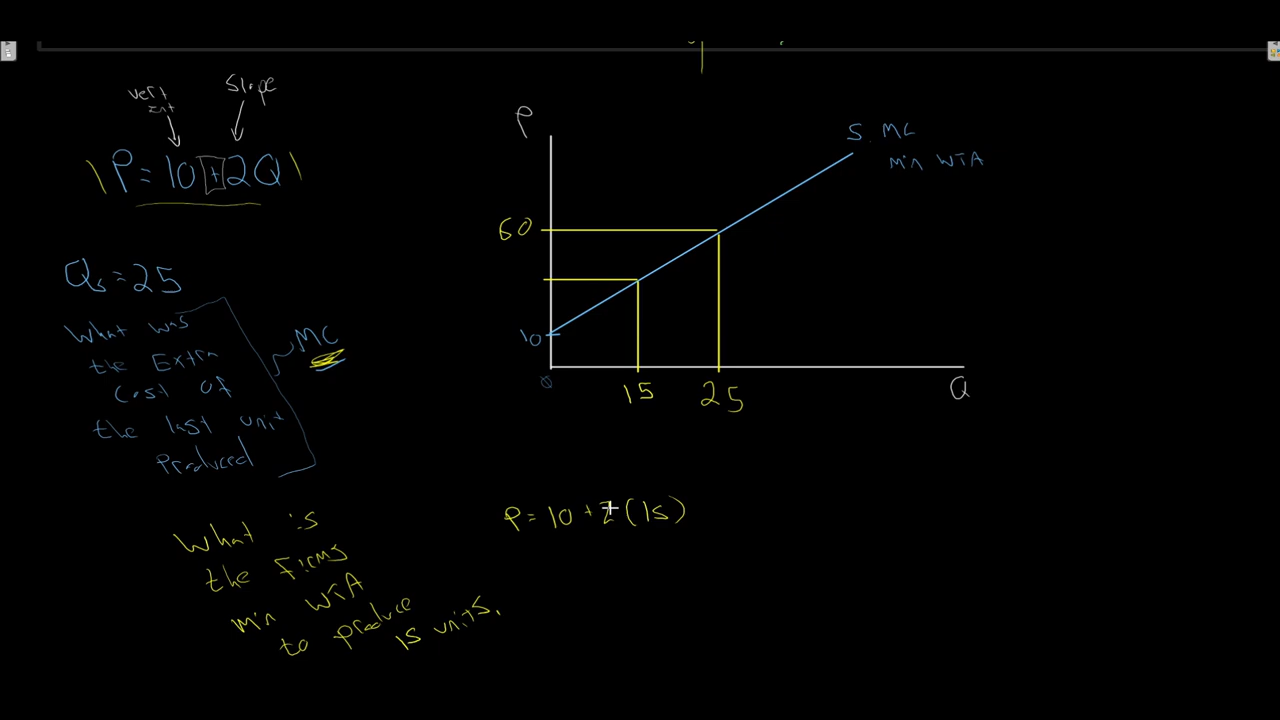 vert
int
Slope
P = 10 + 2Q
Qs = 25
What was
the Extra
Cost OF
the last unit
Produced
MC
What is
the Firms
min WTA
to produce
15 units.
P
S. MC
min WTA
60
10
0
15
25
Q
P = 10 + 2(15)